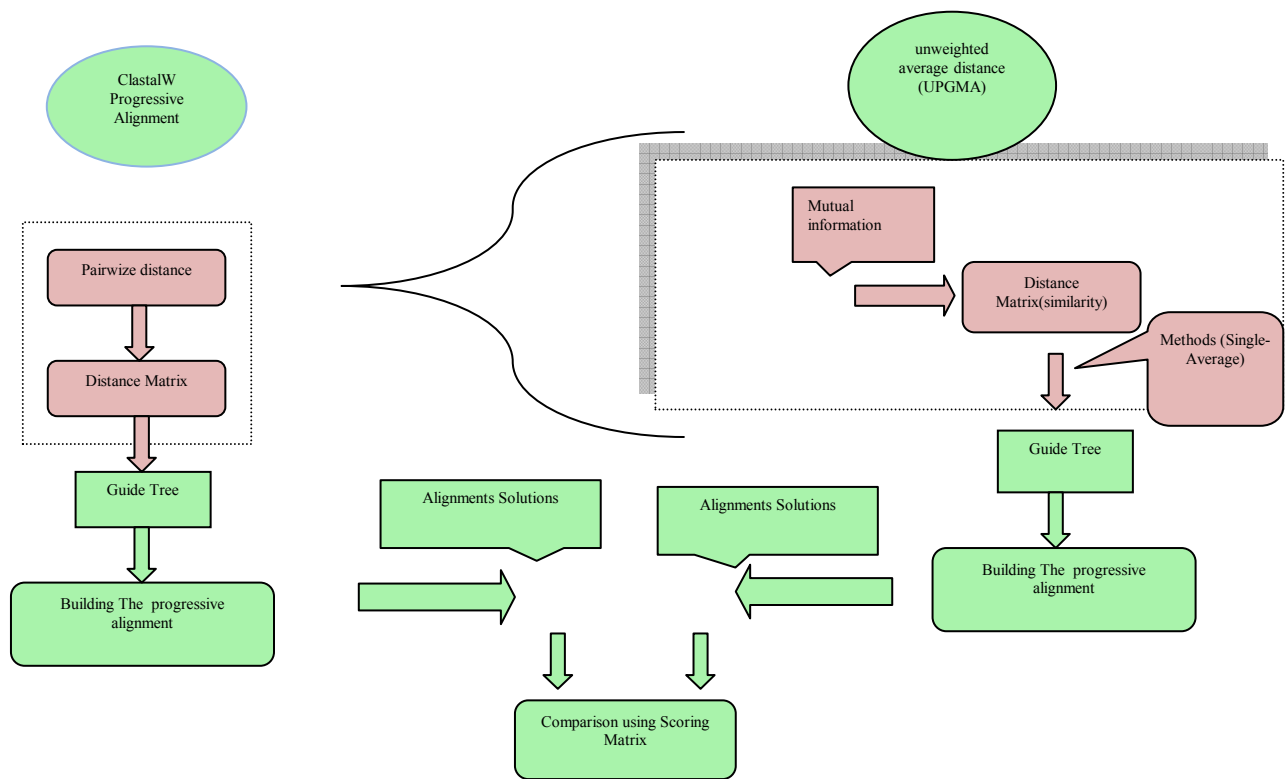 ClastalW
Progressive
Alignment
Pairwize distance
Distance Matrix
Guide Tree
Building The progressive
alignment
unweighted
average distance
(UPGMA)
Mutual
information
Distance
Matrix(similarity)
Methods (Single-
Average)
Guide Tree
Building The progressive
alignment
Alignments Solutions
Alignments Solutions
Comparison using Scoring
Matrix